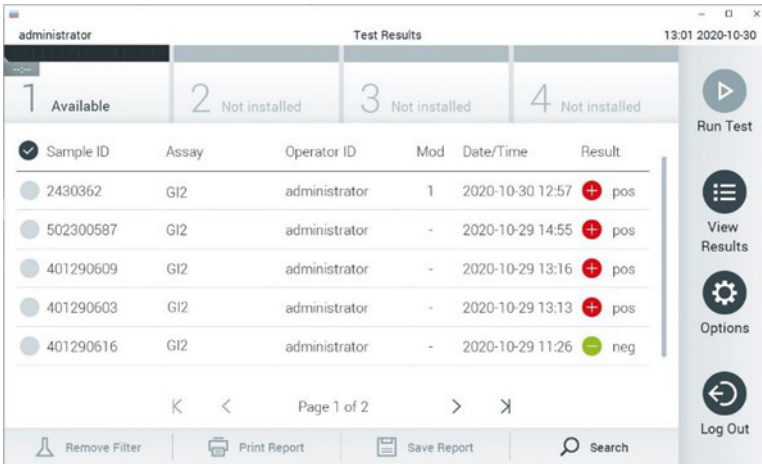 administrator Test Results 13:01 2020-10-30
--:--
1 Available 2 Not installed 3 Not installed 4 Not installed
Run Test
Sample ID Assay Operator ID Mod Date/Time Result
2430362 GI2 administrator 1 2020-10-30 12:57 pos
502300587 GI2 administrator - 2020-10-29 14:55 pos
View
Results
401290609 GI2 administrator - 2020-10-29 13:16 pos
401290603 GI2 administrator - 2020-10-29 13:13 pos
Options
401290616 GI2 administrator - 2020-10-29 11:26 neg
Page 1 of 2
Log Out
Remove Filter Print Report Save Report Search